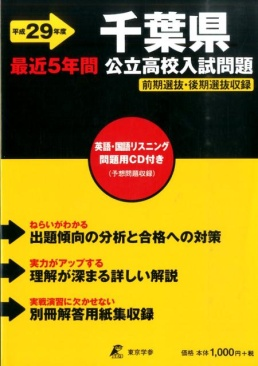 平成29年度
千葉県
最近5年間 公立高校入試問題
前期選抜・後期選抜収録
英語・国語リスニング
問題用CD付き
(予想問題収録)
ねらいがわかる
出題傾向の分析と合格への対策
実力がアップする
理解が深まる詳しい解説
実戦演習に欠かせない
別冊解答用紙集収録
東京学参
価格 本体1,000円+税